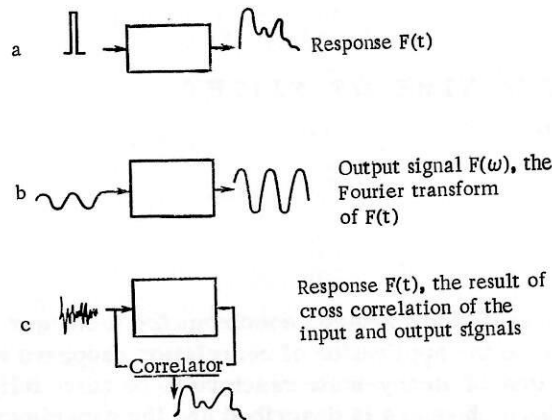 a
Response F(t)
b
Output signal F(ω), the
Fourier transform
of F(t)
c
Response F(t), the result of
cross correlation of the
input and output signals
Correlator